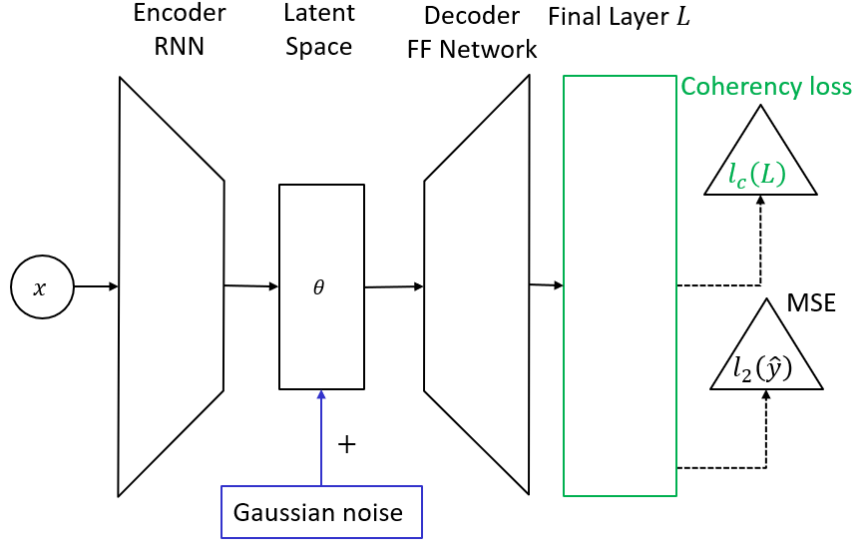 Encoder
RNN
Latent
Space
Decoder
FF Network
Final Layer L
Coherency loss
l_c(L)
x
θ
MSE
l_2(ŷ)
+
Gaussian noise